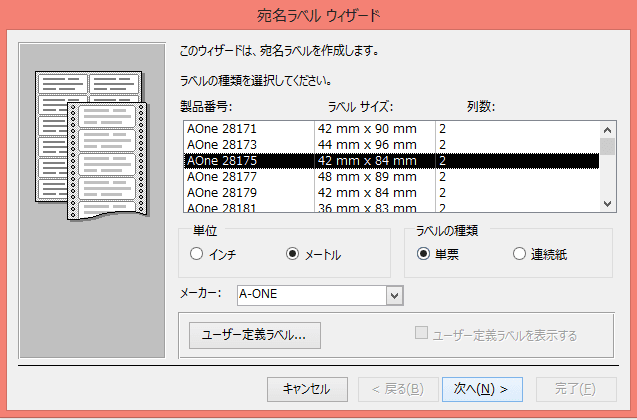 宛名ラベル ウィザード
このウィザードは、宛名ラベルを作成します。
ラベルの種類を選択してください。
製品番号: ラベル サイズ: 列数:
AOne 28171 42 mm x 90 mm 2
AOne 28173 44 mm x 96 mm 2
AOne 28175 42 mm x 84 mm 2
AOne 28177 48 mm x 89 mm 2
AOne 28179 42 mm x 84 mm 2
AOne 28181 36 mm x 83 mm 2
単位 ラベルの種類
インチ メートル 単票 連続紙
メーカー: A-ONE
ユーザー定義ラベル... ユーザー定義ラベルを表示する
キャンセル < 戻る(B) 次へ(N) > 完了(F)